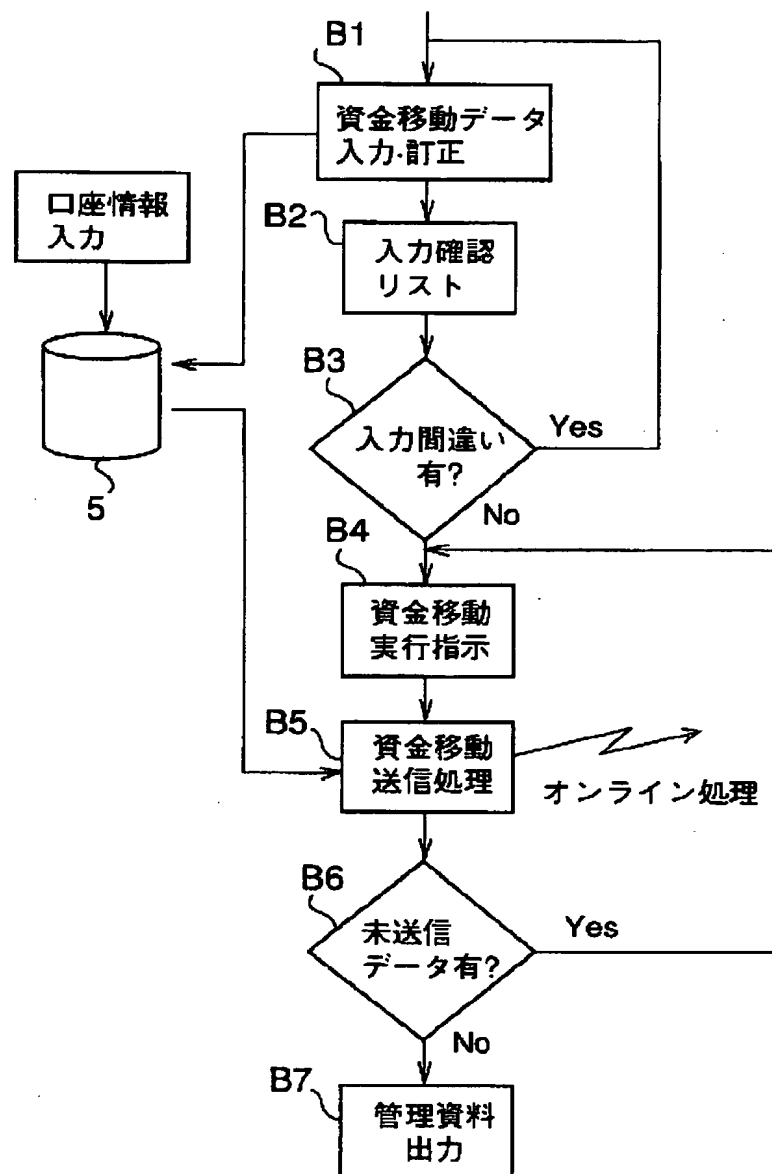 B1
資金移動データ
入力・訂正
口座情報
入力
B2
入力確認
リスト
B3
入力間違い
有?
Yes
No
5
B4
資金移動
実行指示
B5
資金移動
送信処理
オンライン処理
B6
未送信
データ有?
Yes
No
B7
管理資料
出力